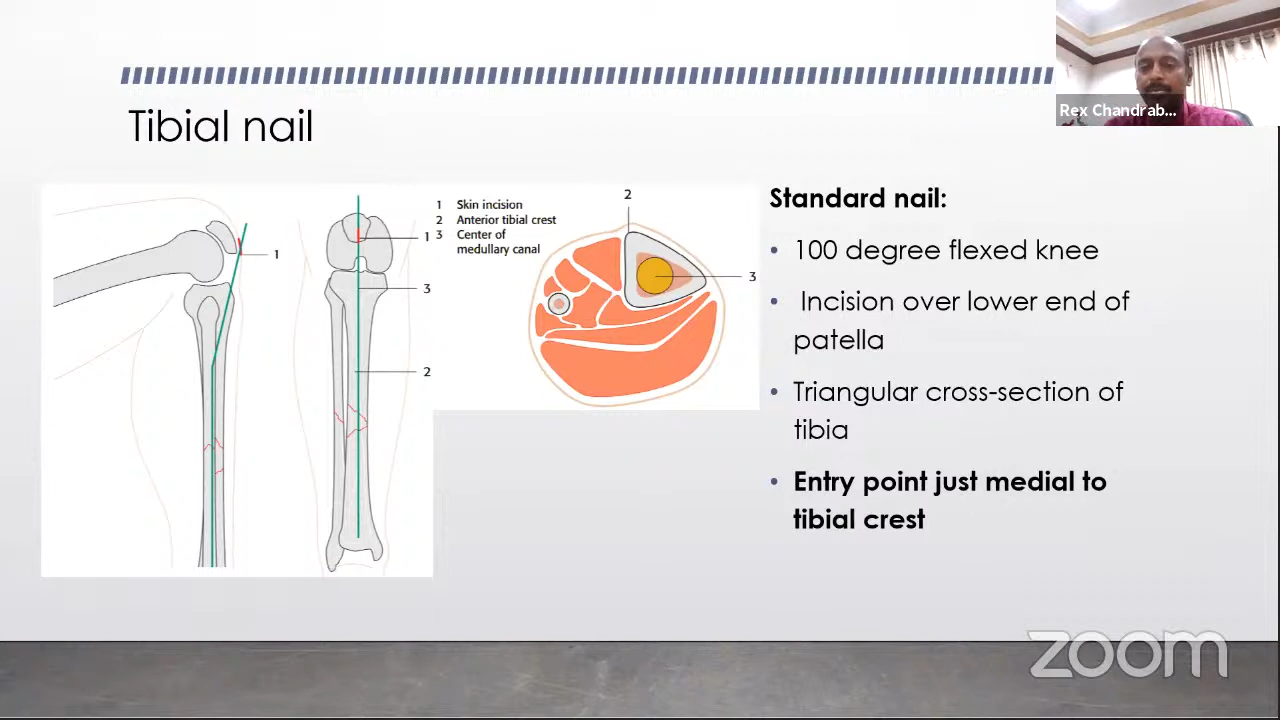 Rex Chandrab...
Tibial nail
1 Skin incision
2 Anterior tibial crest
3 Center of
medullary canal
1
1
3
2
2
3
Standard nail:
• 100 degree flexed knee
• Incision over lower end of
patella
• Triangular cross-section of
tibia
• Entry point just medial to
tibial crest
zoom